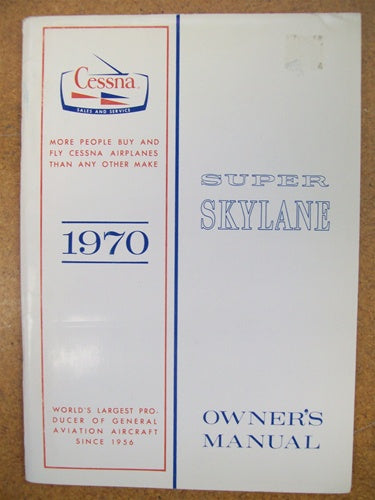 Cessna
SALES AND SERVICE
MORE PEOPLE BUY AND
FLY CESSNA AIRPLANES
THAN ANY OTHER MAKE
1970
WORLD'S LARGEST PRO-
DUCER OF GENERAL
AVIATION AIRCRAFT
SINCE 1956
SUPER
SKYLANE
OWNER'S
MANUAL